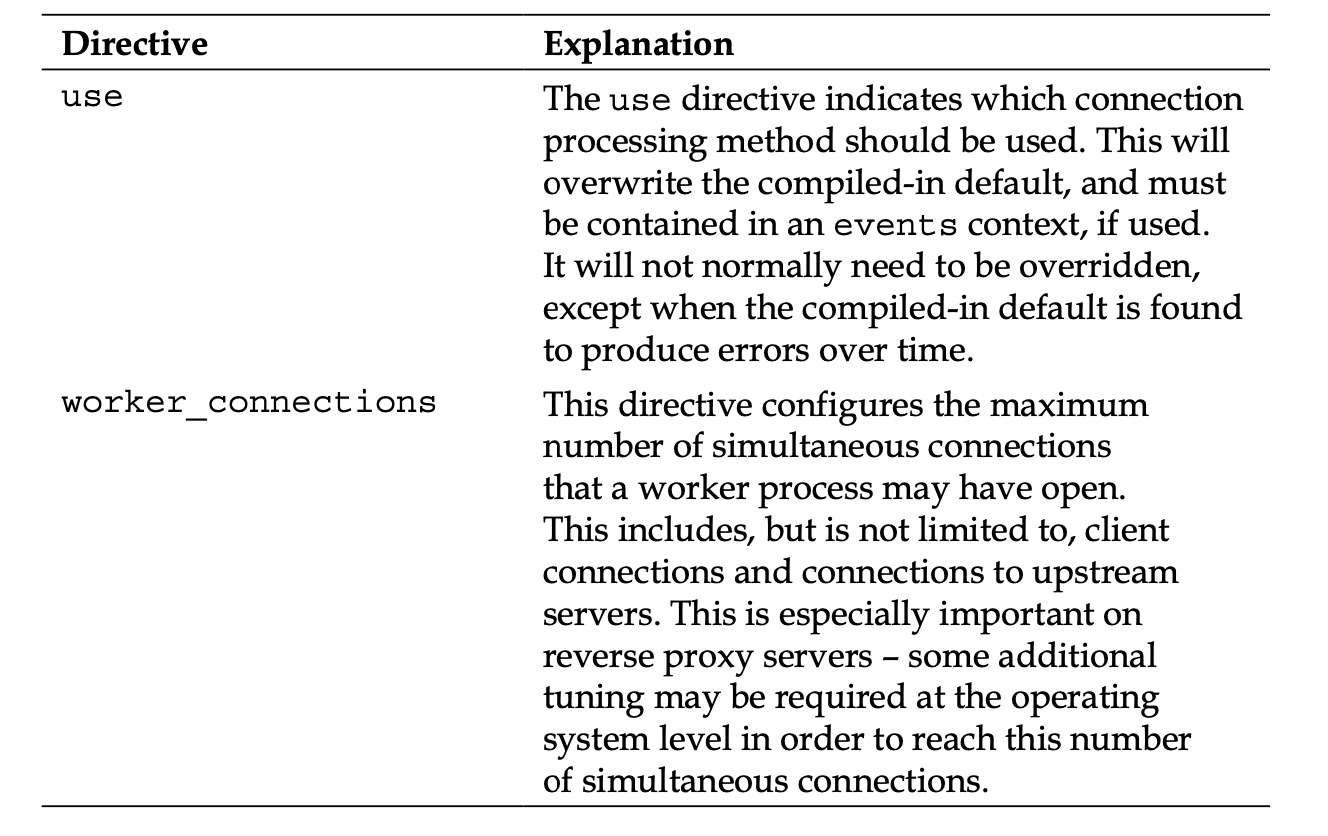 Directive Explanation
use The use directive indicates which connection
processing method should be used. This will
overwrite the compiled-in default, and must
be contained in an events context, if used.
It will not normally need to be overridden,
except when the compiled-in default is found
to produce errors over time.
worker_connections This directive configures the maximum
number of simultaneous connections
that a worker process may have open.
This includes, but is not limited to, client
connections and connections to upstream
servers. This is especially important on
reverse proxy servers – some additional
tuning may be required at the operating
system level in order to reach this number
of simultaneous connections.